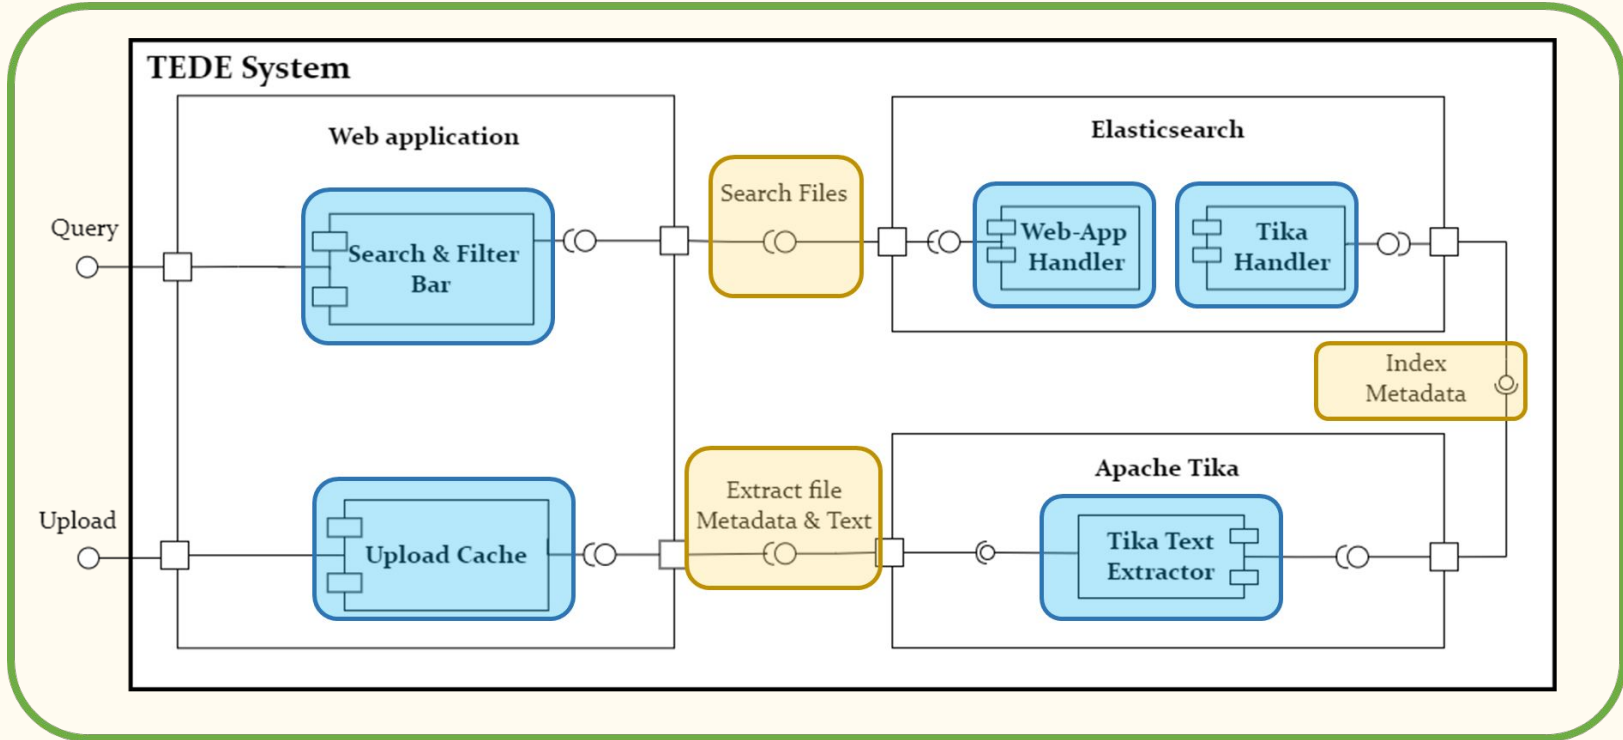 TEDE System
Web application
Query
Search & Filter
Bar
Search Files
Elasticsearch
Web-App
Handler
Tika
Handler
Index
Metadata
Upload
Upload Cache
Extract file
Metadata & Text
Apache Tika
Tika Text
Extractor